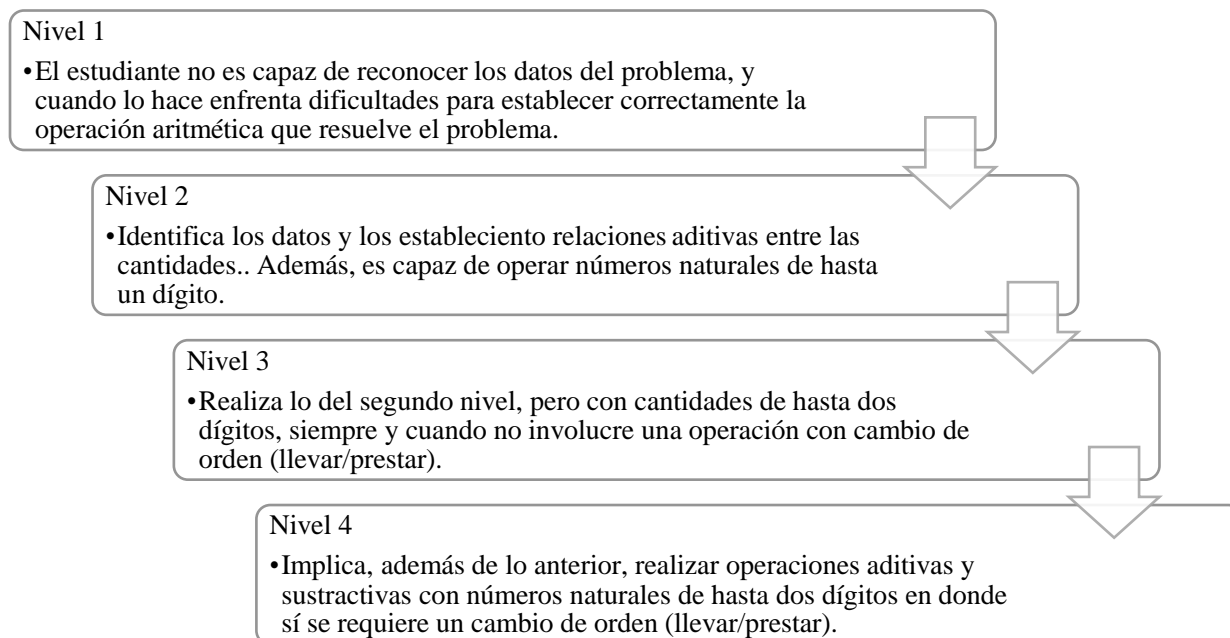 Nivel 1
•El estudiante no es capaz de reconocer los datos del problema, y
cuando lo hace enfrenta dificultades para establecer correctamente la
operación aritmética que resuelve el problema.
Nivel 2
•Identifica los datos y los estableciento relaciones aditivas entre las
cantidades.. Además, es capaz de operar números naturales de hasta
un dígito.
Nivel 3
•Realiza lo del segundo nivel, pero con cantidades de hasta dos
dígitos, siempre y cuando no involucre una operación con cambio de
orden (llevar/prestar).
Nivel 4
•Implica, además de lo anterior, realizar operaciones aditivas y
sustractivas con números naturales de hasta dos dígitos en donde
sí se requiere un cambio de orden (llevar/prestar).